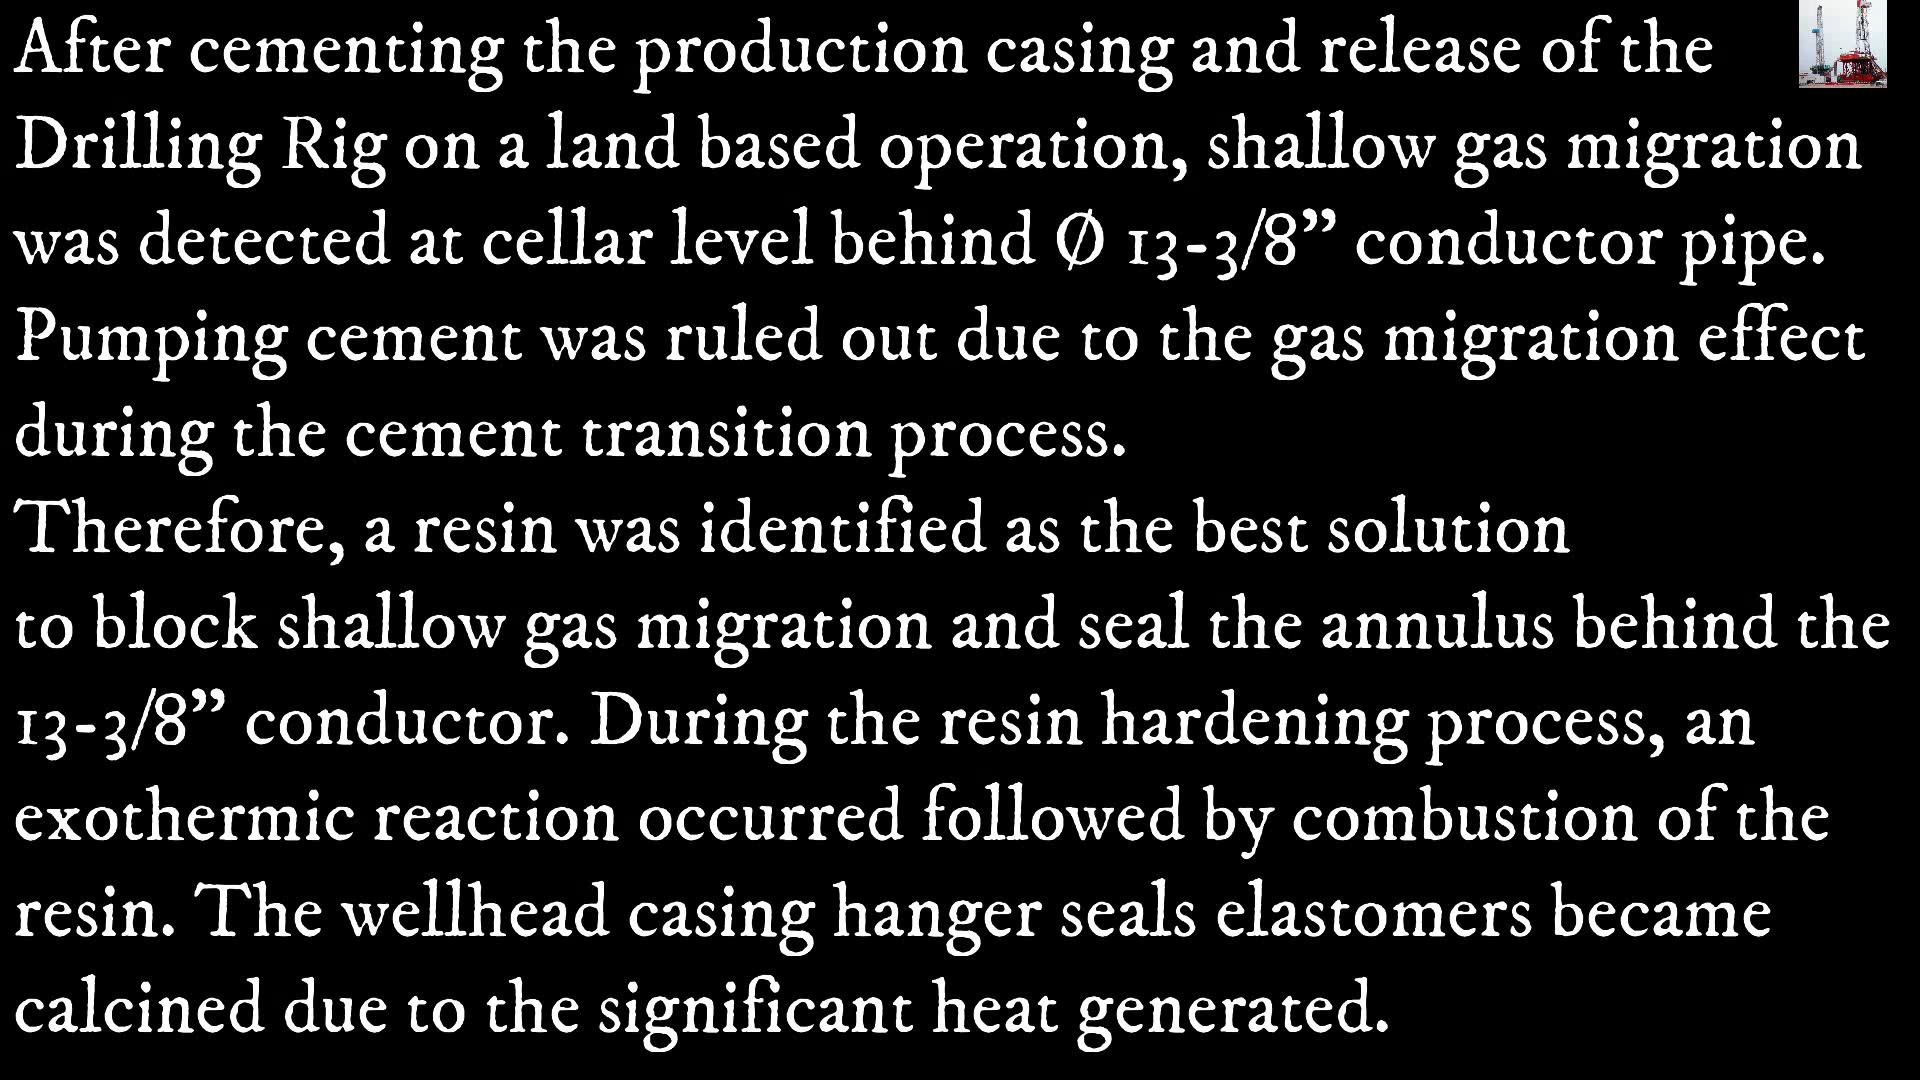 After cementing the production casing and release of the
Drilling Rig on a land based operation, shallow gas migration
was detected at cellar level behind Ø 13-3/8” conductor pipe.
Pumping cement was ruled out due to the gas migration effect
during the cement transition process.
Therefore, a resin was identified as the best solution
to block shallow gas migration and seal the annulus behind the
13-3/8” conductor. During the resin hardening process, an
exothermic reaction occurred followed by combustion of the
resin. The wellhead casing hanger seals elastomers became
calcined due to the significant heat generated.